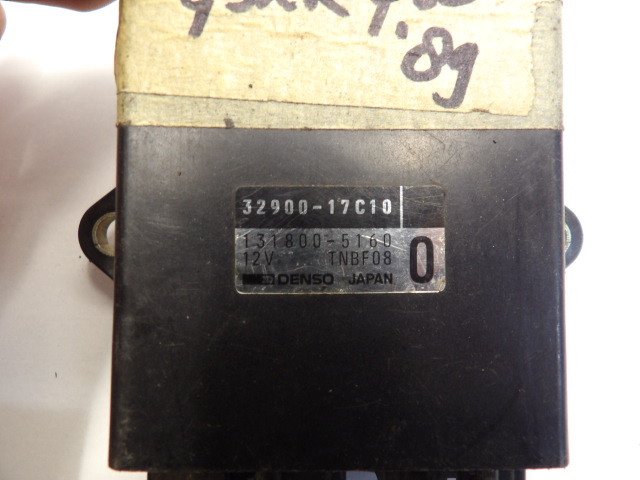 .89
32900-17C10
131800-5160
12V TNBF08 0
DENSO JAPAN